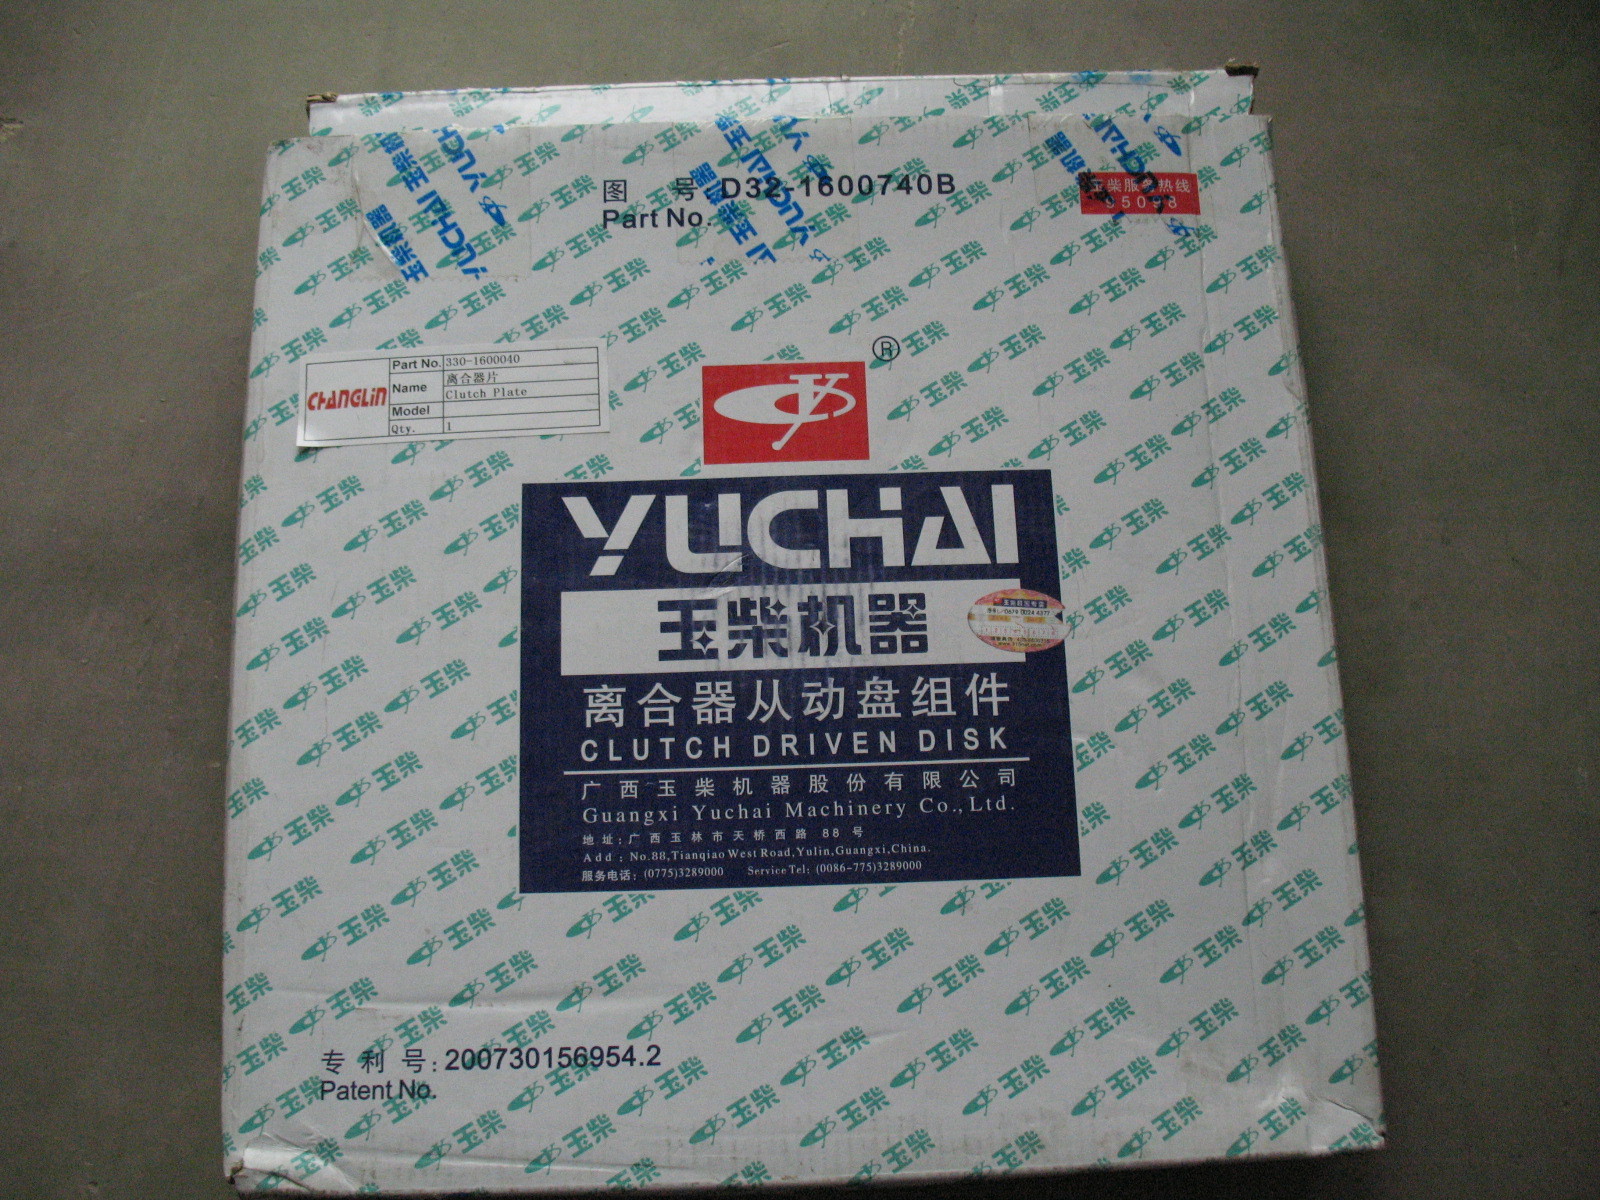 图 号 D32-1600740B
Part No.
玉柴服务热线
95098
CHANGLIN
Part No. 330-1600040
Name 离合器片
Clutch Plate
Model
Qty. 1
®
YUCHAI
玉柴机器
离合器从动盘组件
CLUTCH DRIVEN DISK
广西玉柴机器股份有限公司
Guangxi Yuchai Machinery Co.,Ltd.
地址:广西玉林市天桥西路 88 号
Add : No.88,Tianqiao West Road,Yulin,Guangxi,China.
服务电话: (0775)3289000 Service Tel: (0086-775)3289000
专 利 号: 200730156954.2
Patent No.
玉柴